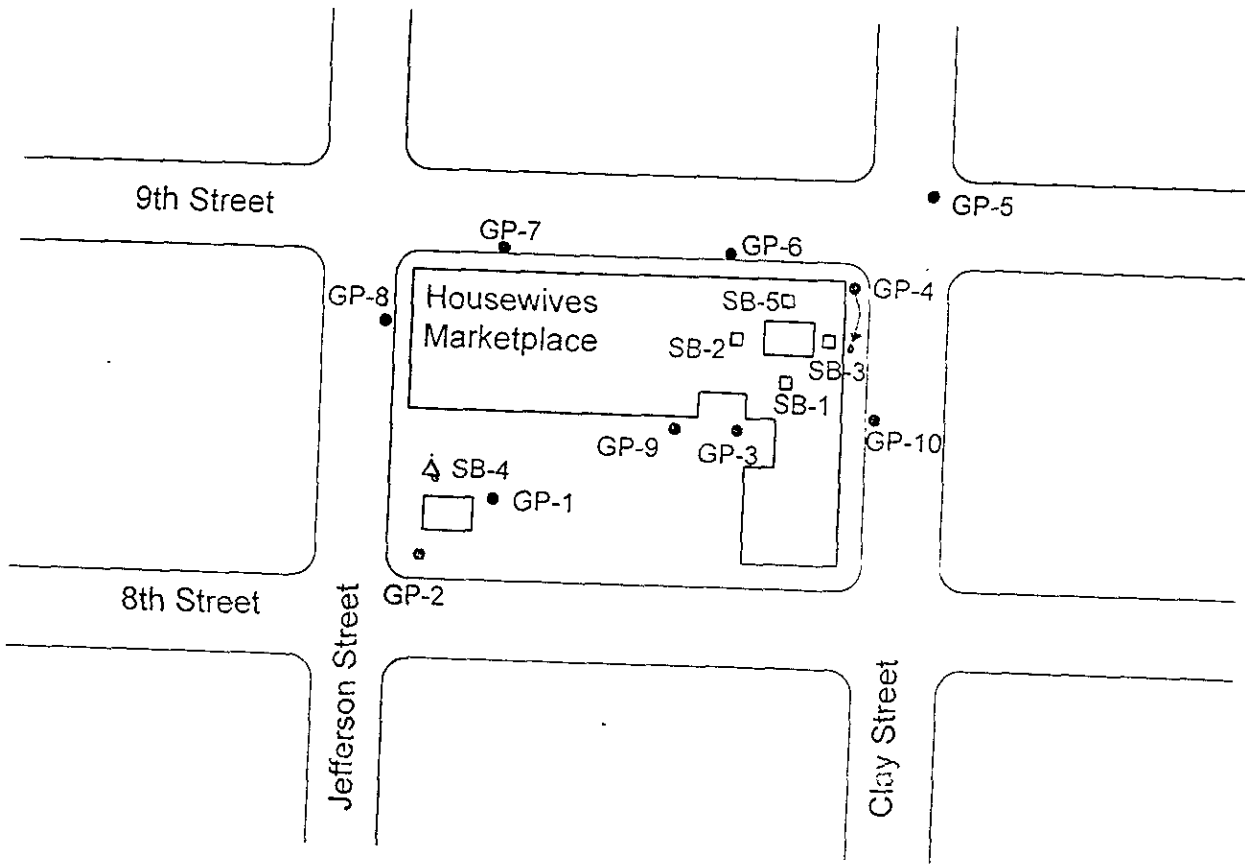 9th Street
GP-5
GP-7
GP-6
GP-8
Housewives
Marketplace
SB-5
GP-4
SB-2
SB-3
SB-1
GP-9
GP-3
GP-10
SB-4
GP-1
GP-2
8th Street
Jefferson Street
Clay Street